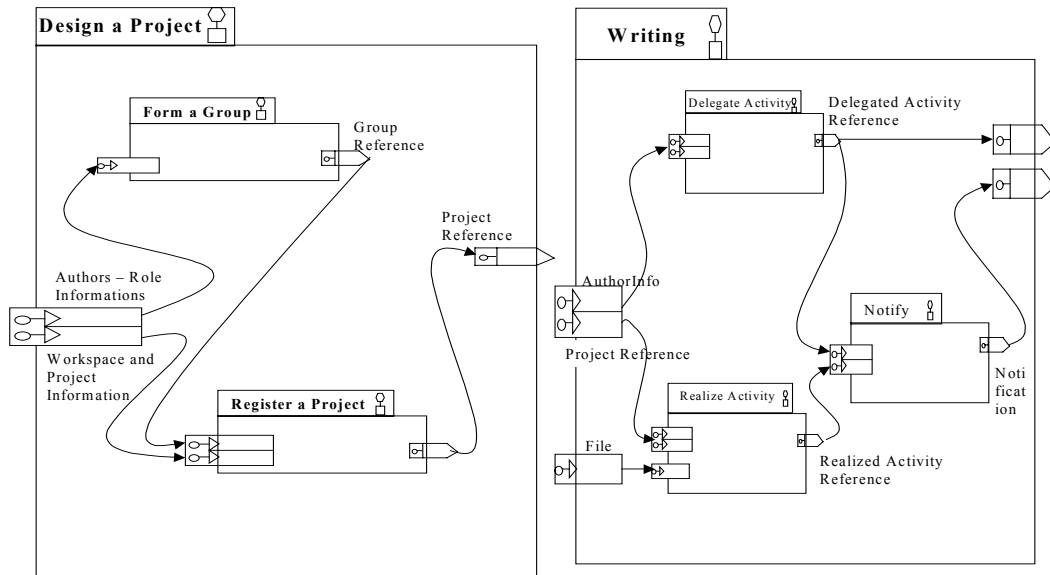 Design a Project
Form a Group
Group
Reference
Project
Reference
Authors – Role
Informations
Workspace and
Project
Information
Register a Project
Writing
Delegate Activity
Delegated Activity
Reference
AuthorInfo
Project Reference
Notify
Noti
ficat
ion
Realize Activity
File
Realized Activity
Reference